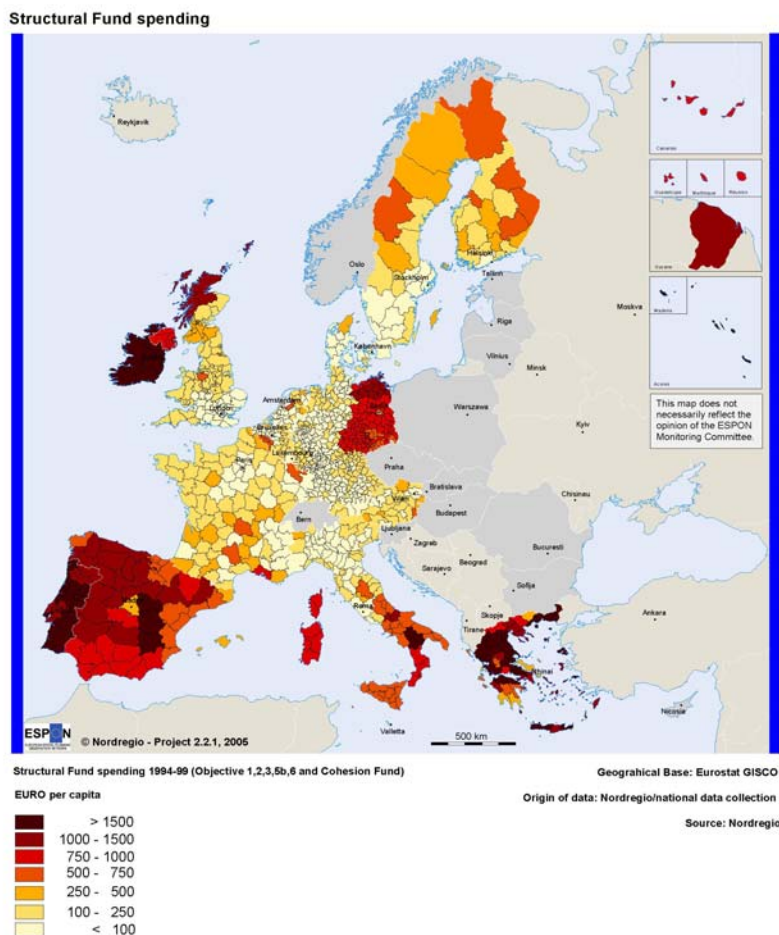 Structural Fund spending
Reykjavik
Canarias
Guadeloupe Martinique Reunion
Guyane
Madeira
Acores
This map does not
necessarily reflect the
opinion of the ESPON
Monitoring Committee.
Oslo
Helsinki
Stockholm
Tallinn
Riga
Moskva
København
Vilnius
Minsk
Amsterdam
London
Warszawa
Bruxelles
Kyiv
Luxembourg
Praha
Paris
Wien
Bratislava
Chisinau
Bern
Budapest
Ljubljana
Zagreb
Bucuresti
Beograd
Sarajevo
Sofija
Roma
Skopje
Tirane
Ankara
Athinai
Nicosia
Valletta
500 km
ESPON
© Nordregio - Project 2.2.1, 2005
Structural Fund spending 1994-99 (Objective 1,2,3,5b,6 and Cohesion Fund)
Geograhical Base: Eurostat GISCO
EURO per capita
Origin of data: Nordregio/national data collection
Source: Nordregio
> 1500
1000 - 1500
750 - 1000
500 - 750
250 - 500
100 - 250
< 100